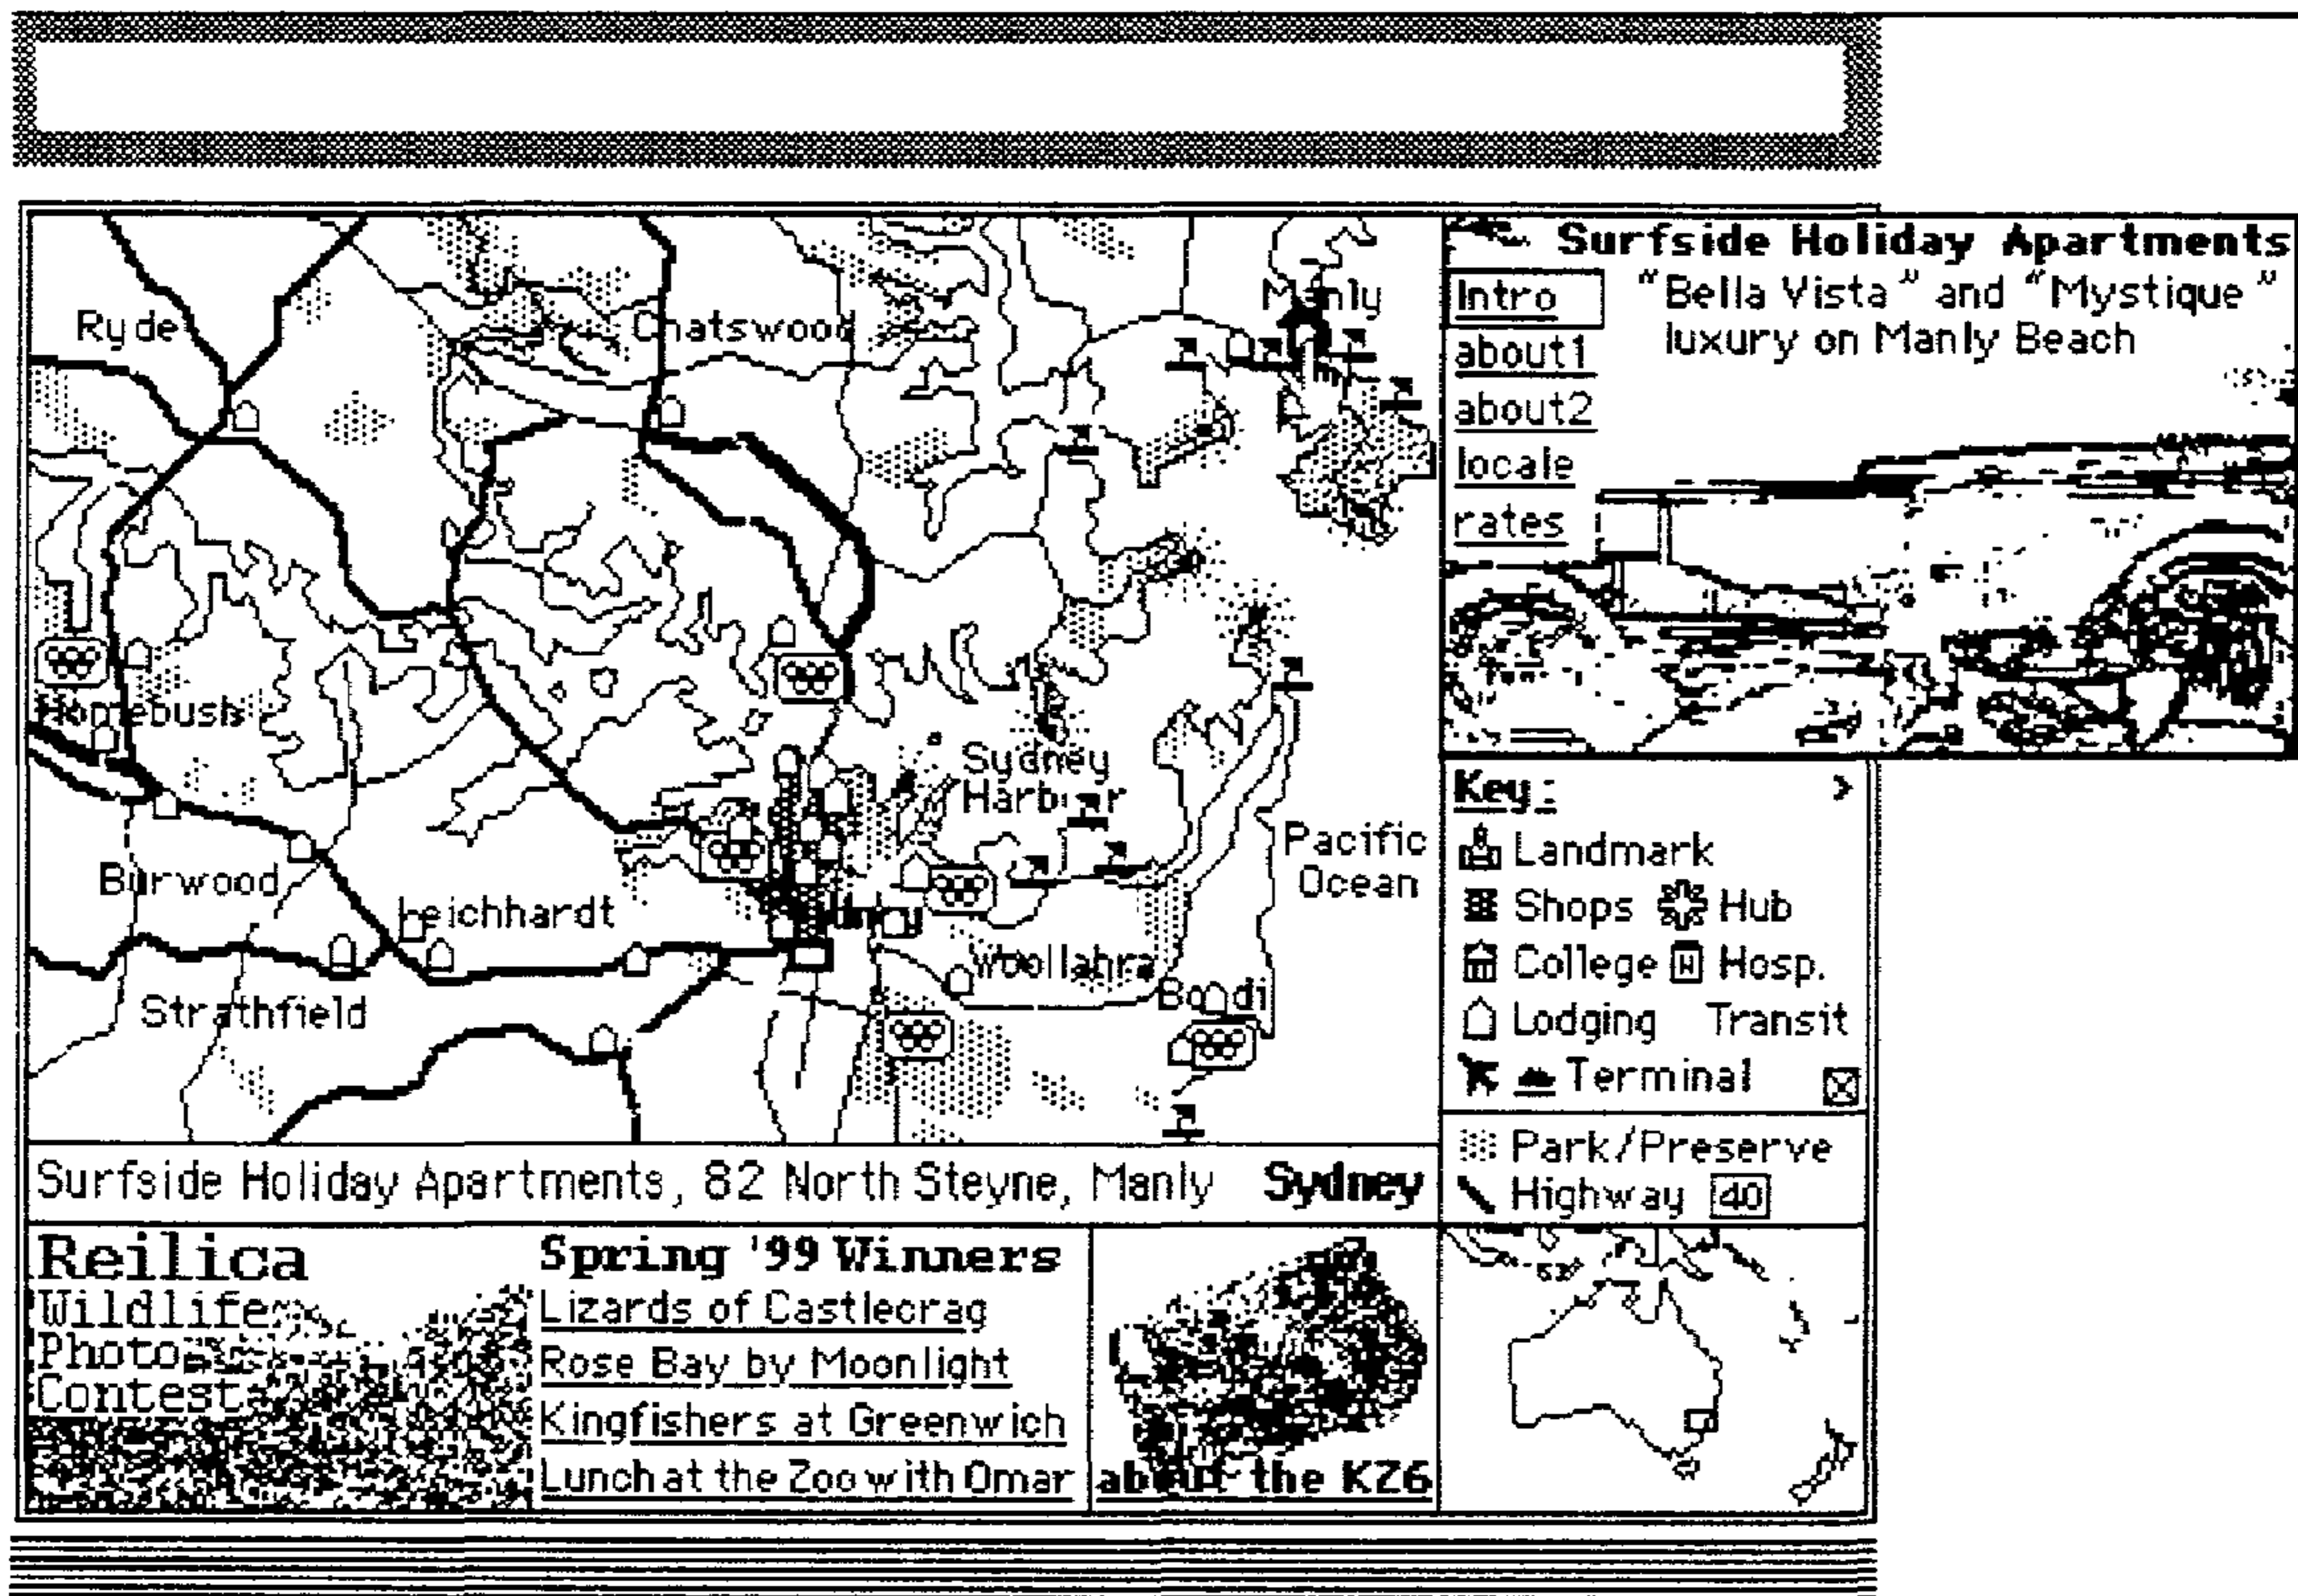 Ryde
Chatswood
Manly
Homebush
Sydney
Harbour
Pacific
Ocean
Burwood
Leichhardt
Woollahra
Bondi
Strathfield
Surfside Holiday Apartments, 82 North Steyne, Manly Sydney
Surfside Holiday Apartments
"Bella Vista" and "Mystique"
luxury on Manly Beach
Intro
about1
about2
locale
rates
Key: >
Landmark
Shops Hub
College H Hosp.
Lodging Transit
Terminal
Park/Preserve
Highway 40
Reilica
Wildlife
Photo
Contest
Spring '99 Winners
Lizards of Castlecrag
Rose Bay by Moonlight
Kingfishers at Greenwich
Lunch at the Zoo with Omar
about the KZ6